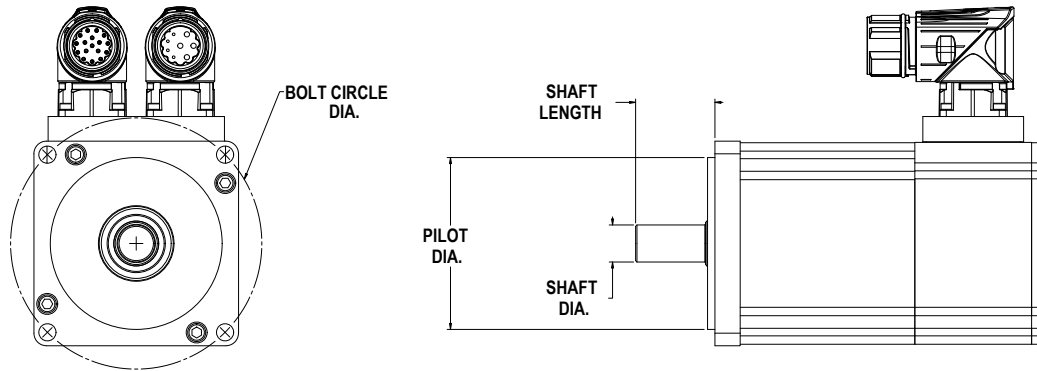 BOLT CIRCLE
DIA.
SHAFT
LENGTH
PILOT
DIA.
SHAFT
DIA.